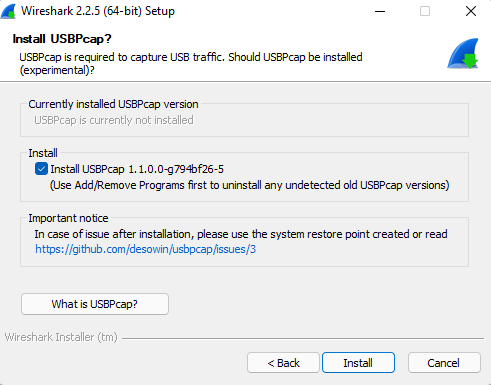 Wireshark 2.2.5 (64-bit) Setup
Install USBPcap?
USBPcap is required to capture USB traffic. Should USBPcap be installed
(experimental)?
Currently installed USBPcap version
USBPcap is currently not installed
Install
Install USBPcap 1.1.0.0-g794bf26-5
(Use Add/Remove Programs first to uninstall any undetected old USBPcap versions)
Important notice
In case of issue after installation, please use the system restore point created or read
https://github.com/desowin/usbpcap/issues/3
What is USBPcap?
Wireshark Installer (tm)
< Back
Install
Cancel